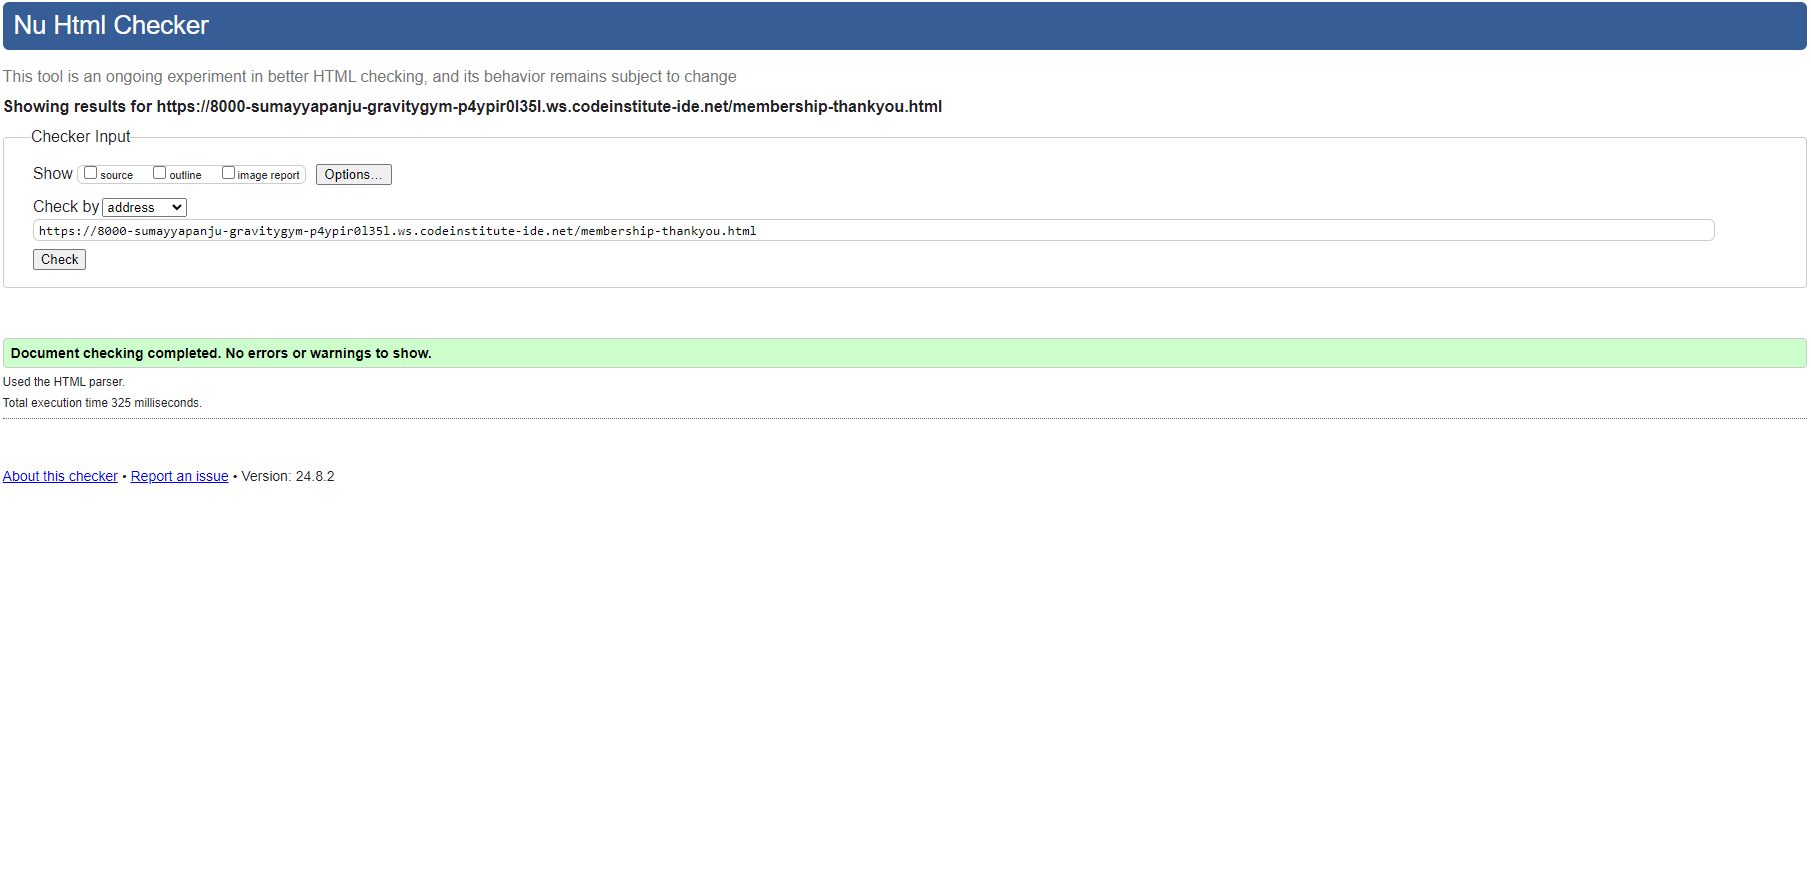 Nu Html Checker
This tool is an ongoing experiment in better HTML checking, and its behavior remains subject to change
Showing results for https://8000-sumayyapanju-gravitygym-p4ypir0l35l.ws.codeinstitute-ide.net/membership-thankyou.html
Checker Input
Show source outline image report Options...
Check by address
https://8000-sumayyapanju-gravitygym-p4ypir0l35l.ws.codeinstitute-ide.net/membership-thankyou.html
Check
Document checking completed. No errors or warnings to show.
Used the HTML parser.
Total execution time 325 milliseconds.
About this checker • Report an issue • Version: 24.8.2